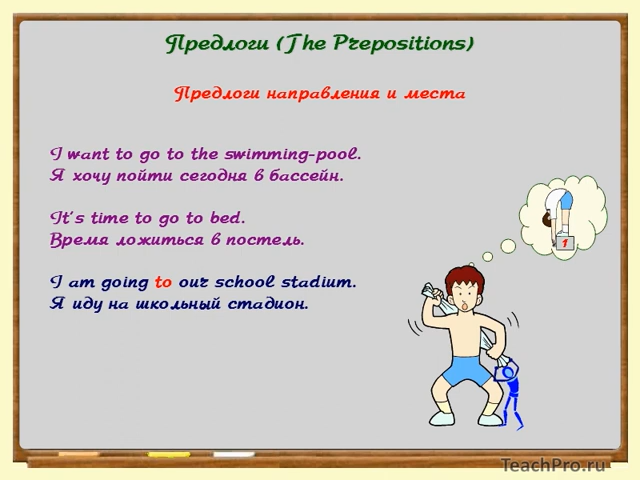 Предлоги (The Prepositions)
Предлоги направления и места
I want to go to the swimming-pool.
Я хочу пойти сегодня в бассейн.
It's time to go to bed.
Время ложиться в постель.
I am going to our school stadium.
Я иду на школьный стадион.
1
TeachPro.ru